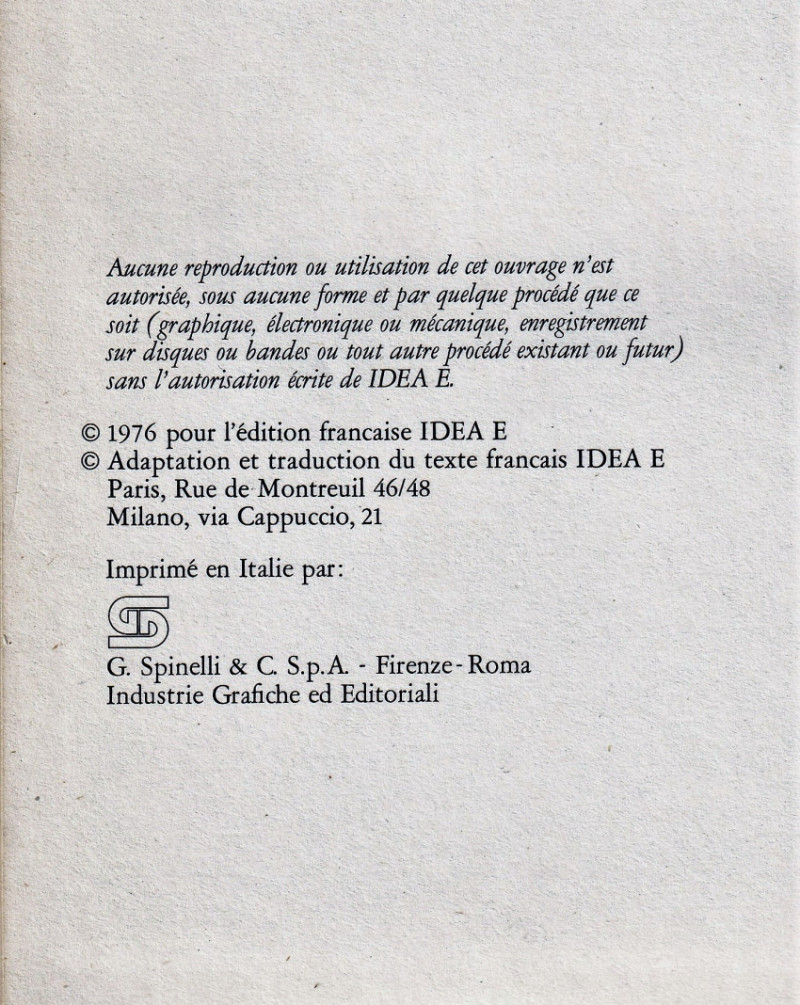 Aucune reproduction ou utilisation de cet ouvrage n'est
autorisée, sous aucune forme et par quelque procédé que ce
soit (graphique, électronique ou mécanique, enregistrement
sur disques ou bandes ou tout autre procédé existant ou futur)
sans l'autorisation écrite de IDEA E.
© 1976 pour l'édition francaise IDEA E
© Adaptation et traduction du texte francais IDEA E
Paris, Rue de Montreuil 46/48
Milano, via Cappuccio, 21
Imprimé en Italie par:
G. Spinelli & C. S.p.A. - Firenze-Roma
Industrie Grafiche ed Editoriali